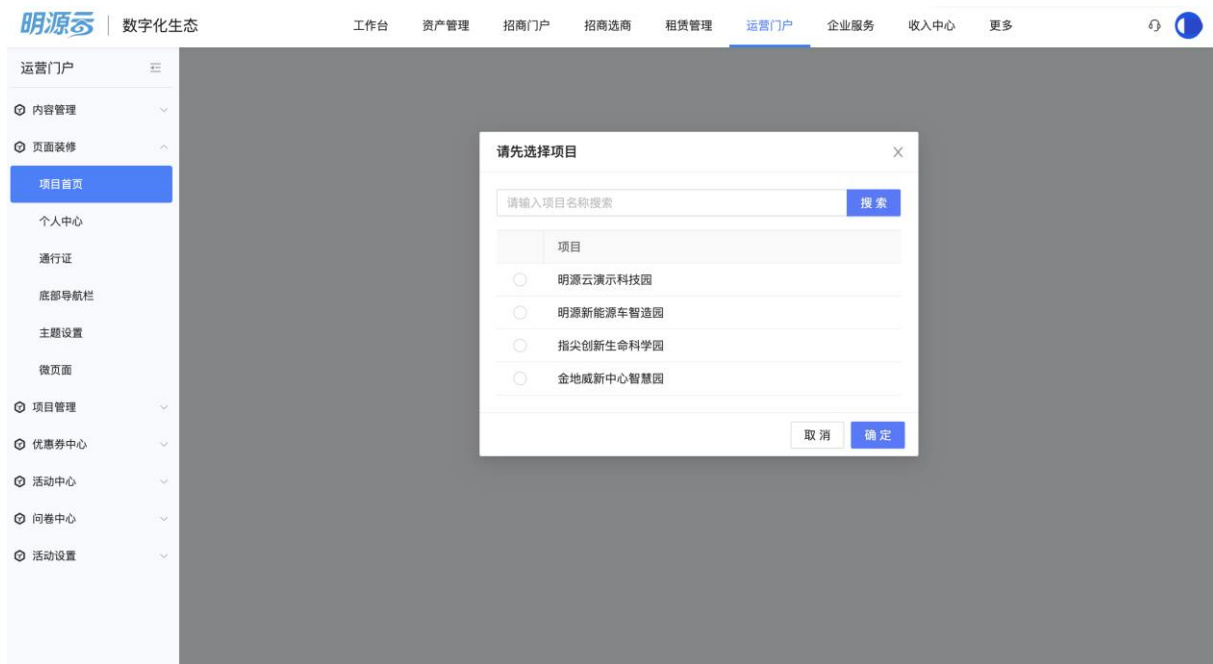 明源云 数字化生态 工作台 资产管理 招商门户 招商选商 租赁管理 运营门户 企业服务 收入中心 更多
运营门户
内容管理
页面装修
项目首页
个人中心
通行证
底部导航栏
主题设置
微页面
项目管理
优惠券中心
活动中心
问卷中心
活动设置
请先选择项目
请输入项目名称搜索 搜 索
项目
明源云演示科技园
明源新能源车智造园
指尖创新生命科学园
金地威新中心智慧园
取 消 确 定